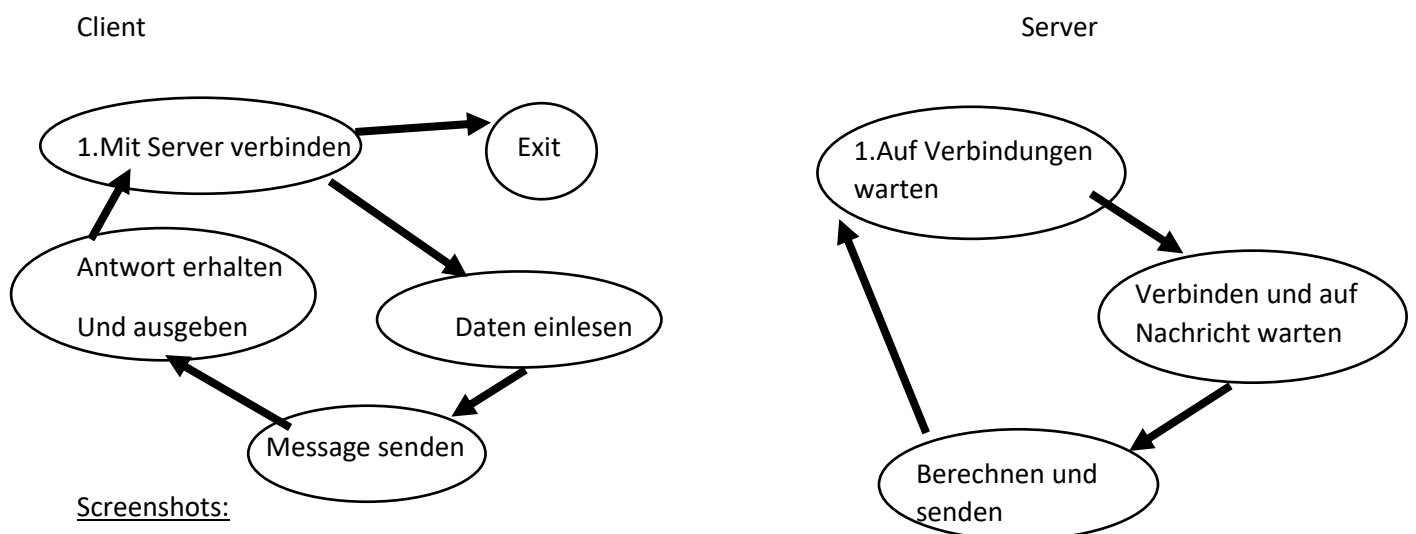 Client
Server
1.Mit Server verbinden
Exit
Antwort erhalten
Und ausgeben
Daten einlesen
Message senden
1.Auf Verbindungen
warten
Verbinden und auf
Nachricht warten
Berechnen und
senden
Screenshots: